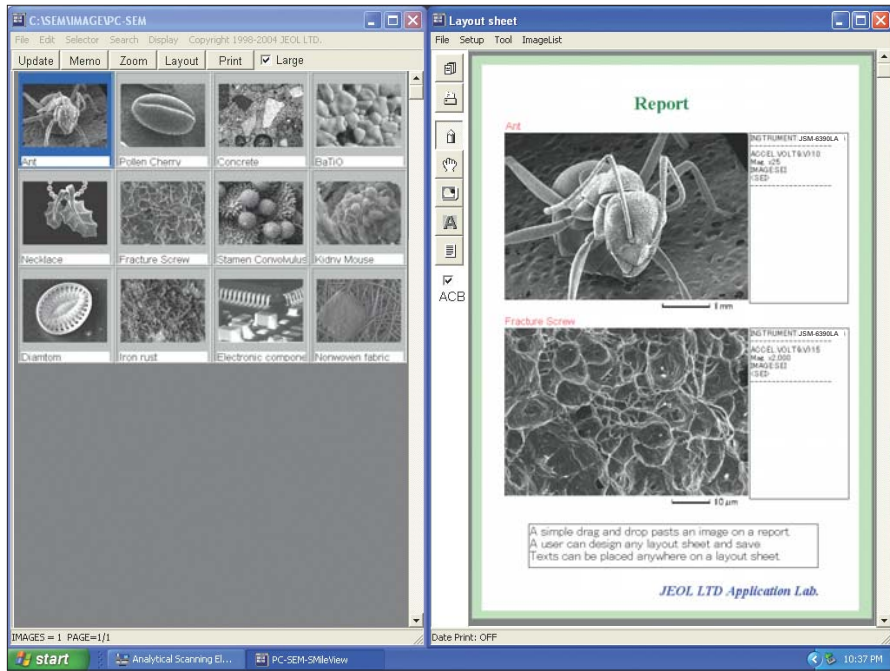 C:\SEM\IMAGE\PC-SEM
File Edit Selector Search Display Copyright 1998-2004 JEOL LTD.
Update Memo Zoom Layout Print Large
Ant Pollen Cherry Concrete BaTiO
Necklace Fracture Screw Stamen Convolvulus Kidny Mouse
Diamtom Iron rust Electronic compone Nonwoven fabric
IMAGES = 1 PAGE=1/1
Layout sheet
File Setup Tool ImageList
ACB
Report
Ant
INSTRUMENT JSM-6390LA
ACCEL VOLT(kV)10
Mag. x25
IMAGE:SEI
<SED
1 mm
Fracture Screw
INSTRUMENT JSM-6390LA
ACCEL VOLT(kV)15
Mag. x2,000
IMAGE:SEI
<SED
10 µm
A simple drag and drop pasts an image on a report.
A user can design any layout sheet and save
Texts can be placed anywhere on a layout sheet.
JEOL LTD Application Lab.
Date Print: OFF
start Analytical Scanning El... PC-SEM-SMileView 10:37 PM